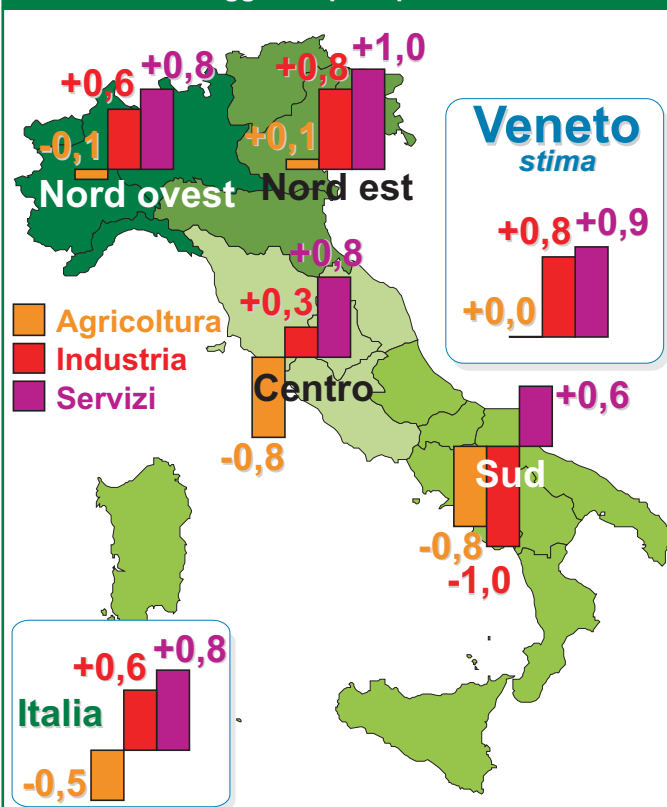 +0,6
+0,8
-0,1
Nord ovest
+0,8
+1,0
+0,1
Nord est
Veneto
stima
+0,8
+0,9
+0,0
+0,8
+0,3
Centro
-0,8
Agricoltura
Industria
Servizi
+0,6
Sud
-0,8
-1,0
+0,6
+0,8
Italia
-0,5